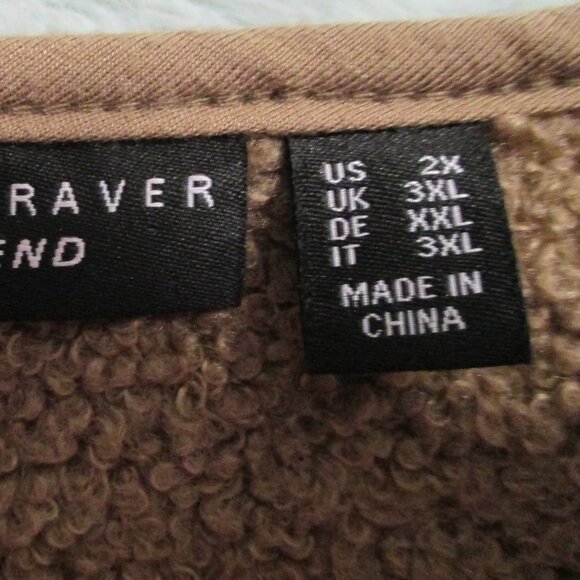 RAVER
END
US 2X
UK 3XL
DE XXL
IT 3XL
MADE IN
CHINA